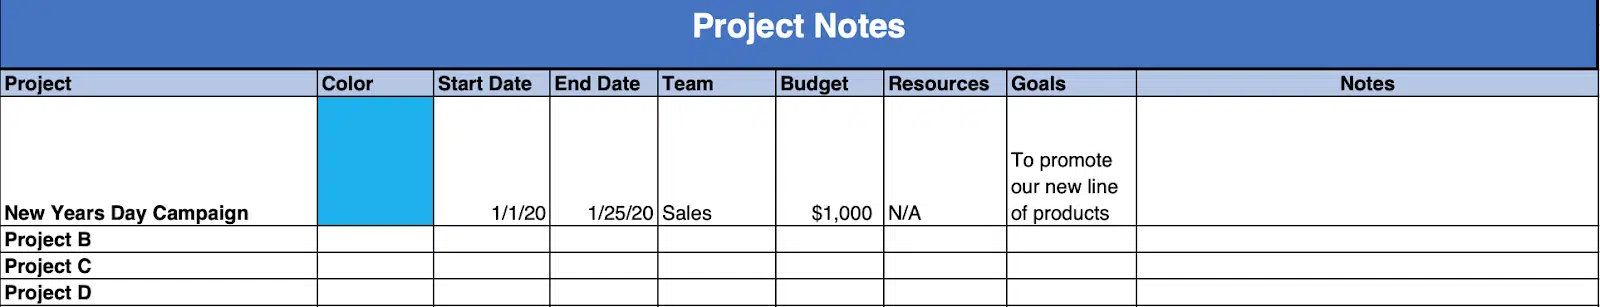 Project Notes
Project Color Start Date End Date Team Budget Resources Goals Notes
To promote
our new line
New Years Day Campaign 1/1/20 1/25/20 Sales $1,000 N/A of products
Project B
Project C
Project D